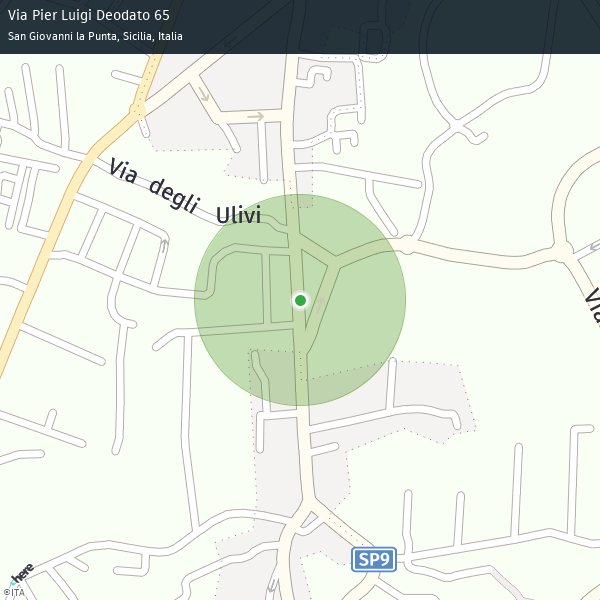 Via Pier Luigi Deodato 65
San Giovanni la Punta, Sicilia, Italia
Via degli Ulivi
Via
SP9
here
©ITA